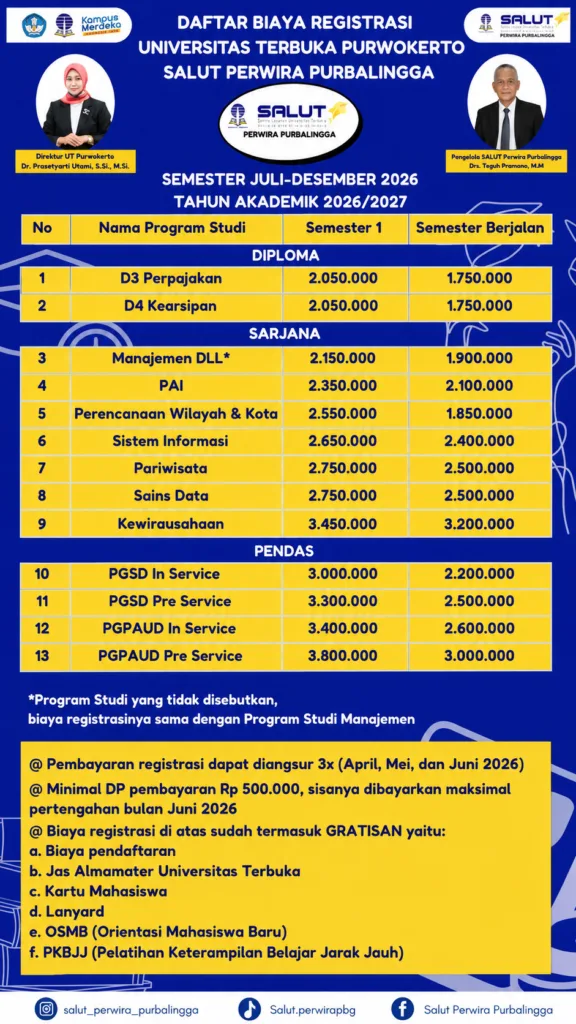 Kampus
Merdeka
INDONESIA JAYA
SALUT
PERWIRA PURBALINGGA
DAFTAR BIAYA REGISTRASI
UNIVERSITAS TERBUKA PURWOKERTO
SALUT PERWIRA PURBALINGGA
SALUT
PERWIRA PURBALINGGA
Direktur UT Purwokerto
Dr. Prasetyarti Utami, S.Si., M.Si.
Pengelola SALUT Perwira Purbalingga
Drs. Teguh Pramono, M.M
SEMESTER JULI-DESEMBER 2026
TAHUN AKADEMIK 2026/2027
No Nama Program Studi Semester 1 Semester Berjalan
DIPLOMA
1 D3 Perpajakan 2.050.000 1.750.000
2 D4 Kearsipan 2.050.000 1.750.000
SARJANA
3 Manajemen DLL* 2.150.000 1.900.000
4 PAI 2.350.000 2.100.000
5 Perencanaan Wilayah & Kota 2.550.000 1.850.000
6 Sistem Informasi 2.650.000 2.400.000
7 Pariwisata 2.750.000 2.500.000
8 Sains Data 2.750.000 2.500.000
9 Kewirausahaan 3.450.000 3.200.000
PENDAS
10 PGSD In Service 3.000.000 2.200.000
11 PGSD Pre Service 3.300.000 2.500.000
12 PGPAUD In Service 3.400.000 2.600.000
13 PGPAUD Pre Service 3.800.000 3.000.000
*Program Studi yang tidak disebutkan,
biaya registrasinya sama dengan Program Studi Manajemen
@ Pembayaran registrasi dapat diangsur 3x (April, Mei, dan Juni 2026)
@ Minimal DP pembayaran Rp 500.000, sisanya dibayarkan maksimal
pertengahan bulan Juni 2026
@ Biaya registrasi di atas sudah termasuk GRATISAN yaitu:
a. Biaya pendaftaran
b. Jas Almamater Universitas Terbuka
c. Kartu Mahasiswa
d. Lanyard
e. OSMB (Orientasi Mahasiswa Baru)
f. PKBJJ (Pelatihan Keterampilan Belajar Jarak Jauh)
salut_perwira_purbalingga Salut.perwirapbg Salut Perwira Purbalingga